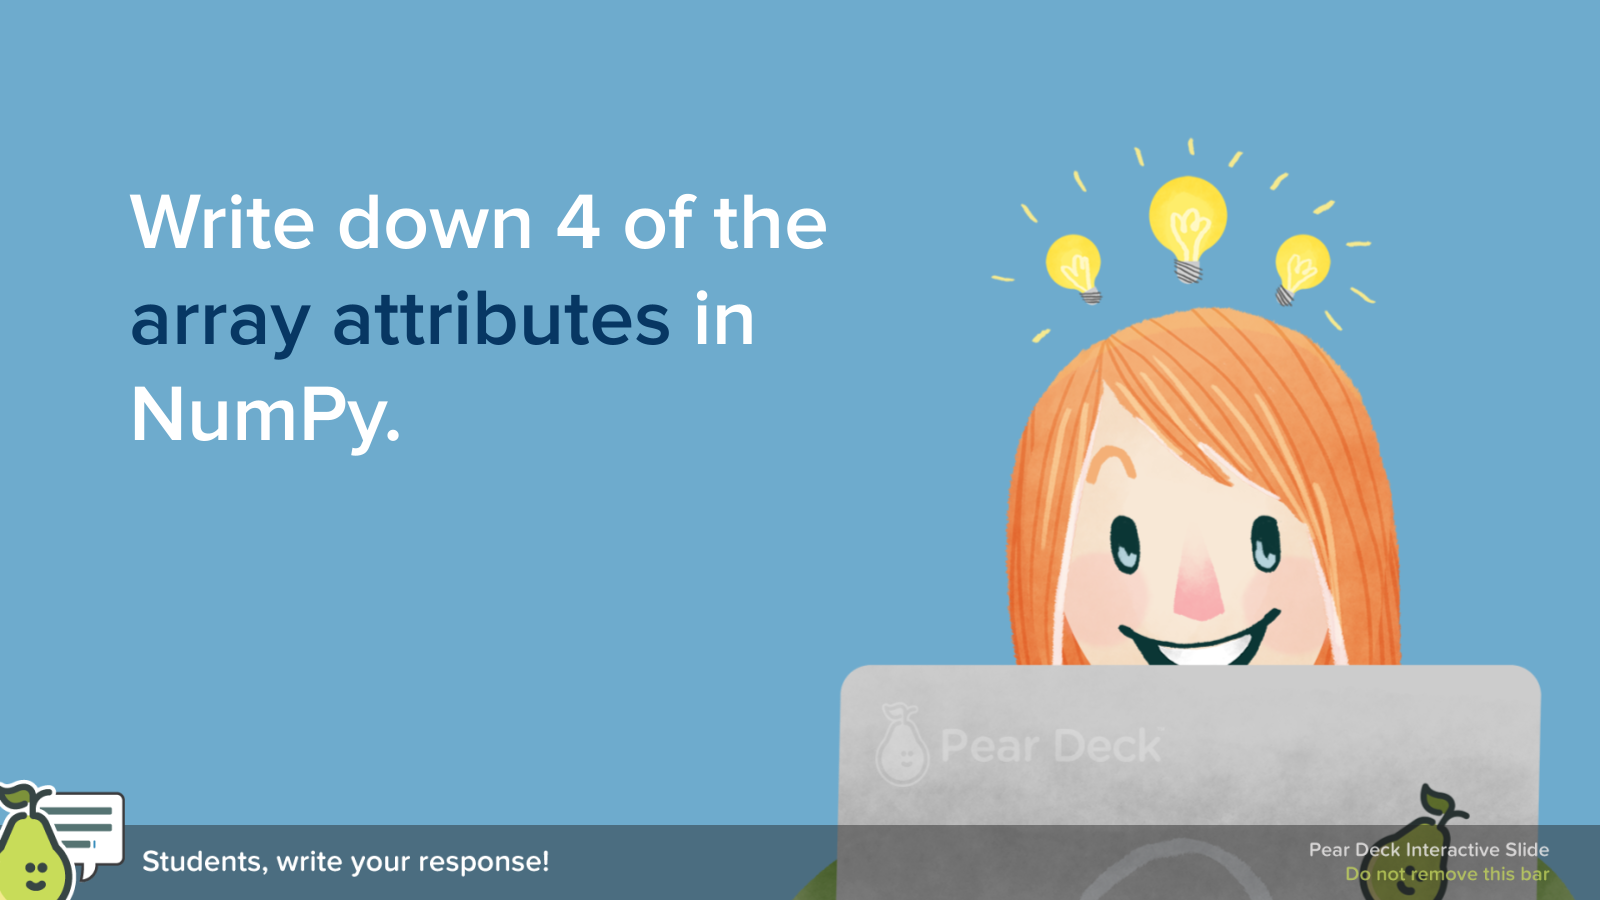 Write down 4 of the
array attributes in
NumPy.
Pear Deck
Students, write your response!
Pear Deck Interactive Slide
Do not remove this bar